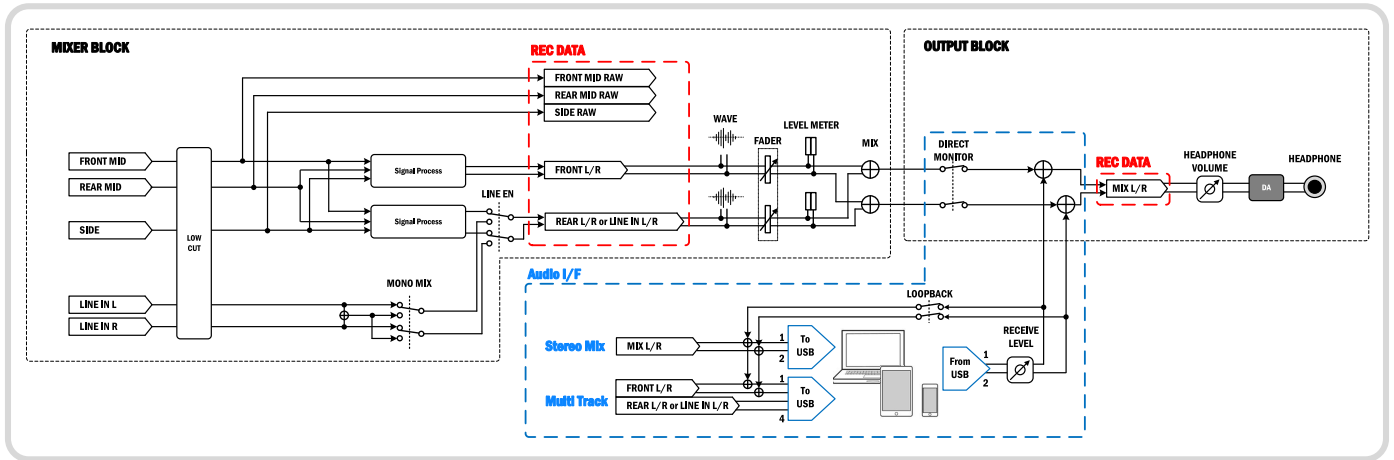 MIXER BLOCK
OUTPUT BLOCK
REC DATA
FRONT MID RAW
REAR MID RAW
SIDE RAW
WAVE
LEVEL METER
FADER
MIX
DIRECT
MONITOR
REC DATA
HEADPHONE
VOLUME
HEADPHONE
FRONT MID
REAR MID
SIDE
LOW
CUT
Signal Process
Signal Process
LINE EN
FRONT L/R
REAR L/R or LINE IN L/R
MIX L/R
DA
LINE IN L
LINE IN R
MONO MIX
Audio I/F
LOOPBACK
RECEIVE
LEVEL
Stereo Mix
MIX L/R
1
2
To
USB
From
USB
1
2
Multi Track
FRONT L/R
REAR L/R or LINE IN L/R
1
4
To
USB